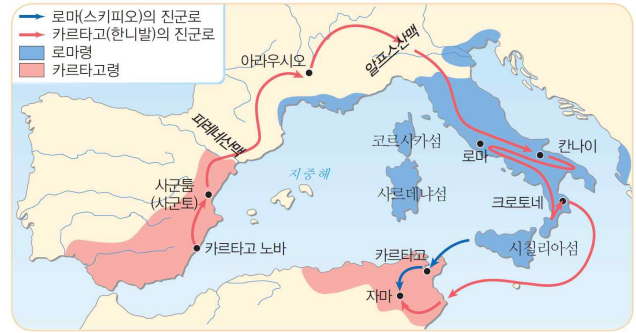 로마(스키피오)의 진군로
카르타고(한니발)의 진군로
로마령
카르타고령
아라우시오
알프스산맥
피레네산맥
코르시카섬
로마
칸나이
지중해
사군툼
(사군토)
사르데냐섬
크로토네
카르타고 노바
카르타고
시칠리아섬
자마